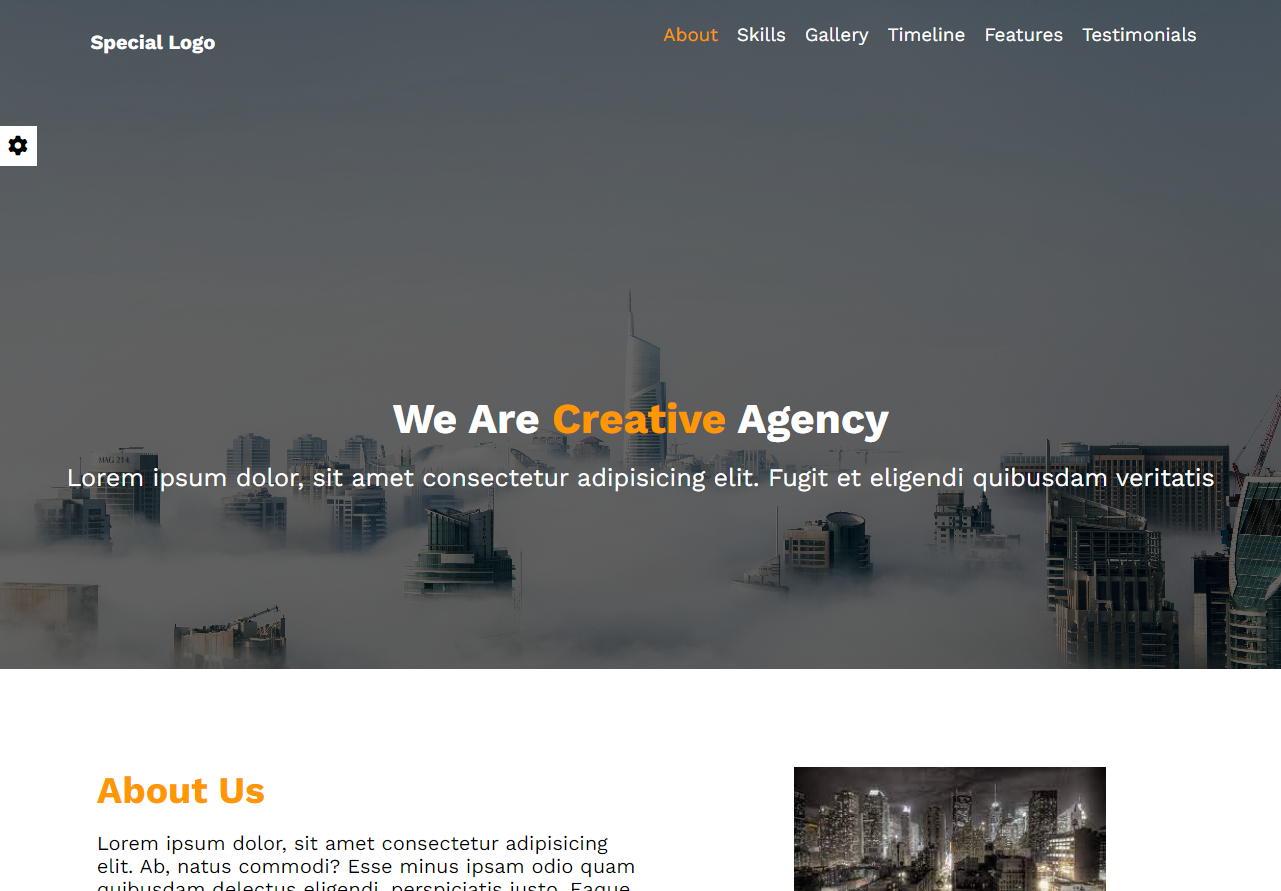 Special Logo
About Skills Gallery Timeline Features Testimonials
We Are Creative Agency
MAG 214
Lorem ipsum dolor, sit amet consectetur adipisicing elit. Fugit et eligendi quibusdam veritatis
About Us
Lorem ipsum dolor, sit amet consectetur adipisicing
elit. Ab, natus commodi? Esse minus ipsam odio quam
quibusdam delectus eligendi, perspiciatis iusto. Eaque